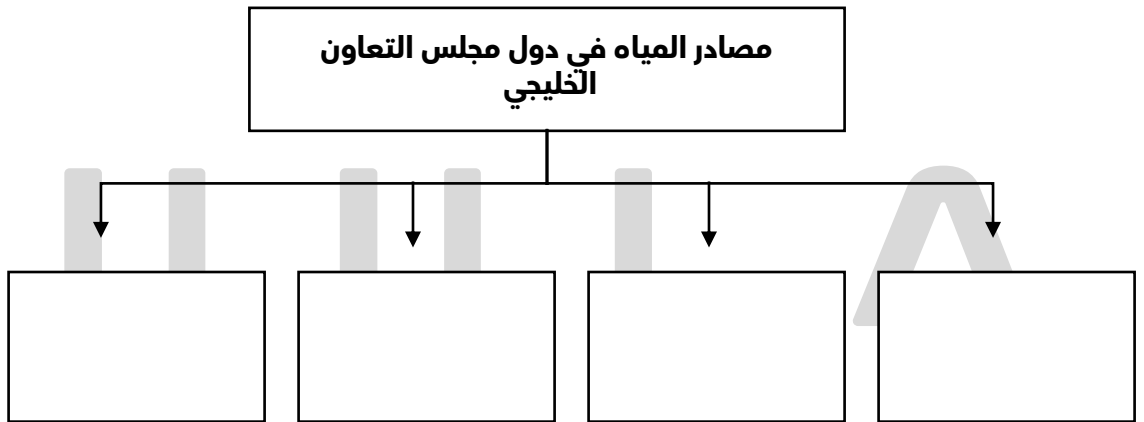 مصادر المياه في دول مجلس التعاون
الخليجي